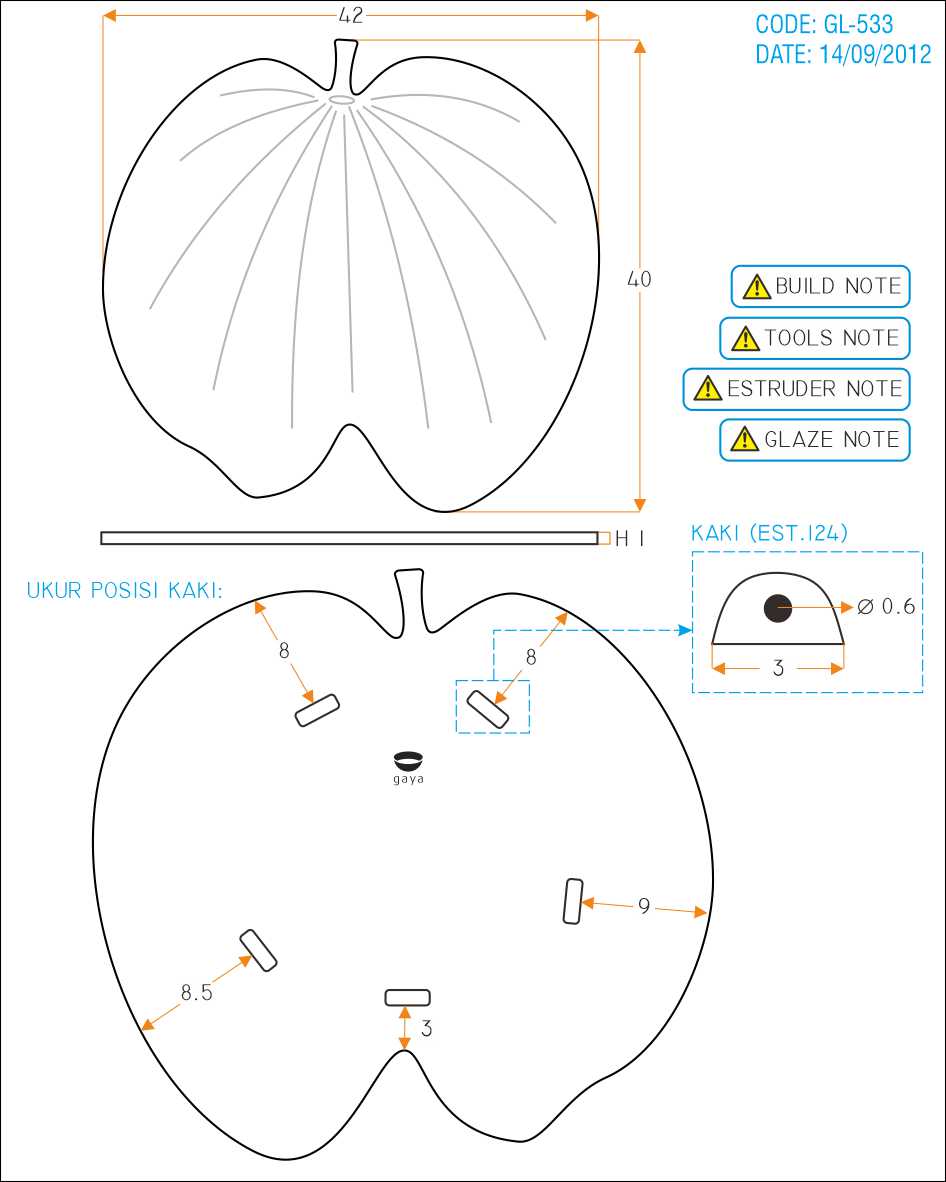 42
CODE: GL-533
DATE: 14/09/2012
40
BUILD NOTE
TOOLS NOTE
ESTRUDER NOTE
GLAZE NOTE
H 1
KAKI (EST.124)
Ø 0.6
3
UKUR POSISI KAKI:
8
8
gaya
9
8.5
3